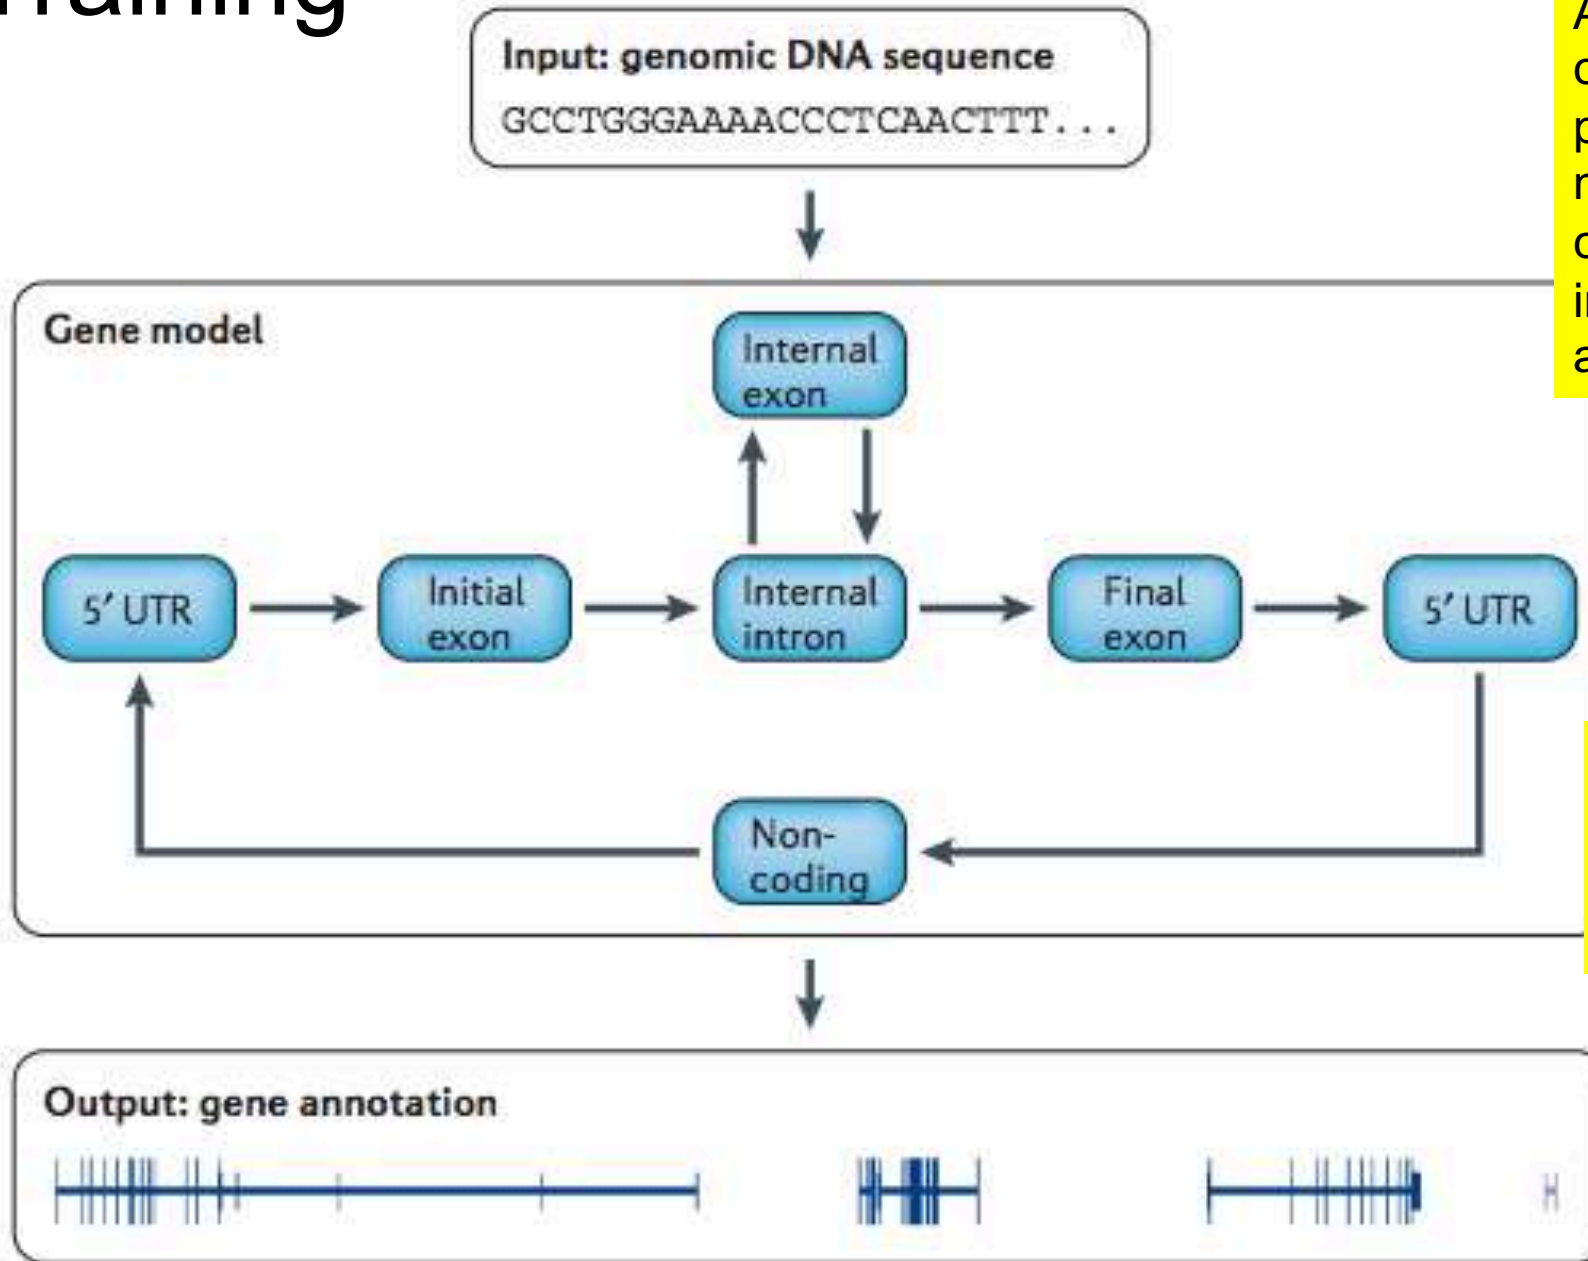 Training
Input: genomic DNA sequence
GCCTGGGAAAACCCTCAACTTT...
Gene model
Internal
exon
5′ UTR
Initial
exon
Internal
intron
Final
exon
5′ UTR
Non-
coding
Output: gene annotation